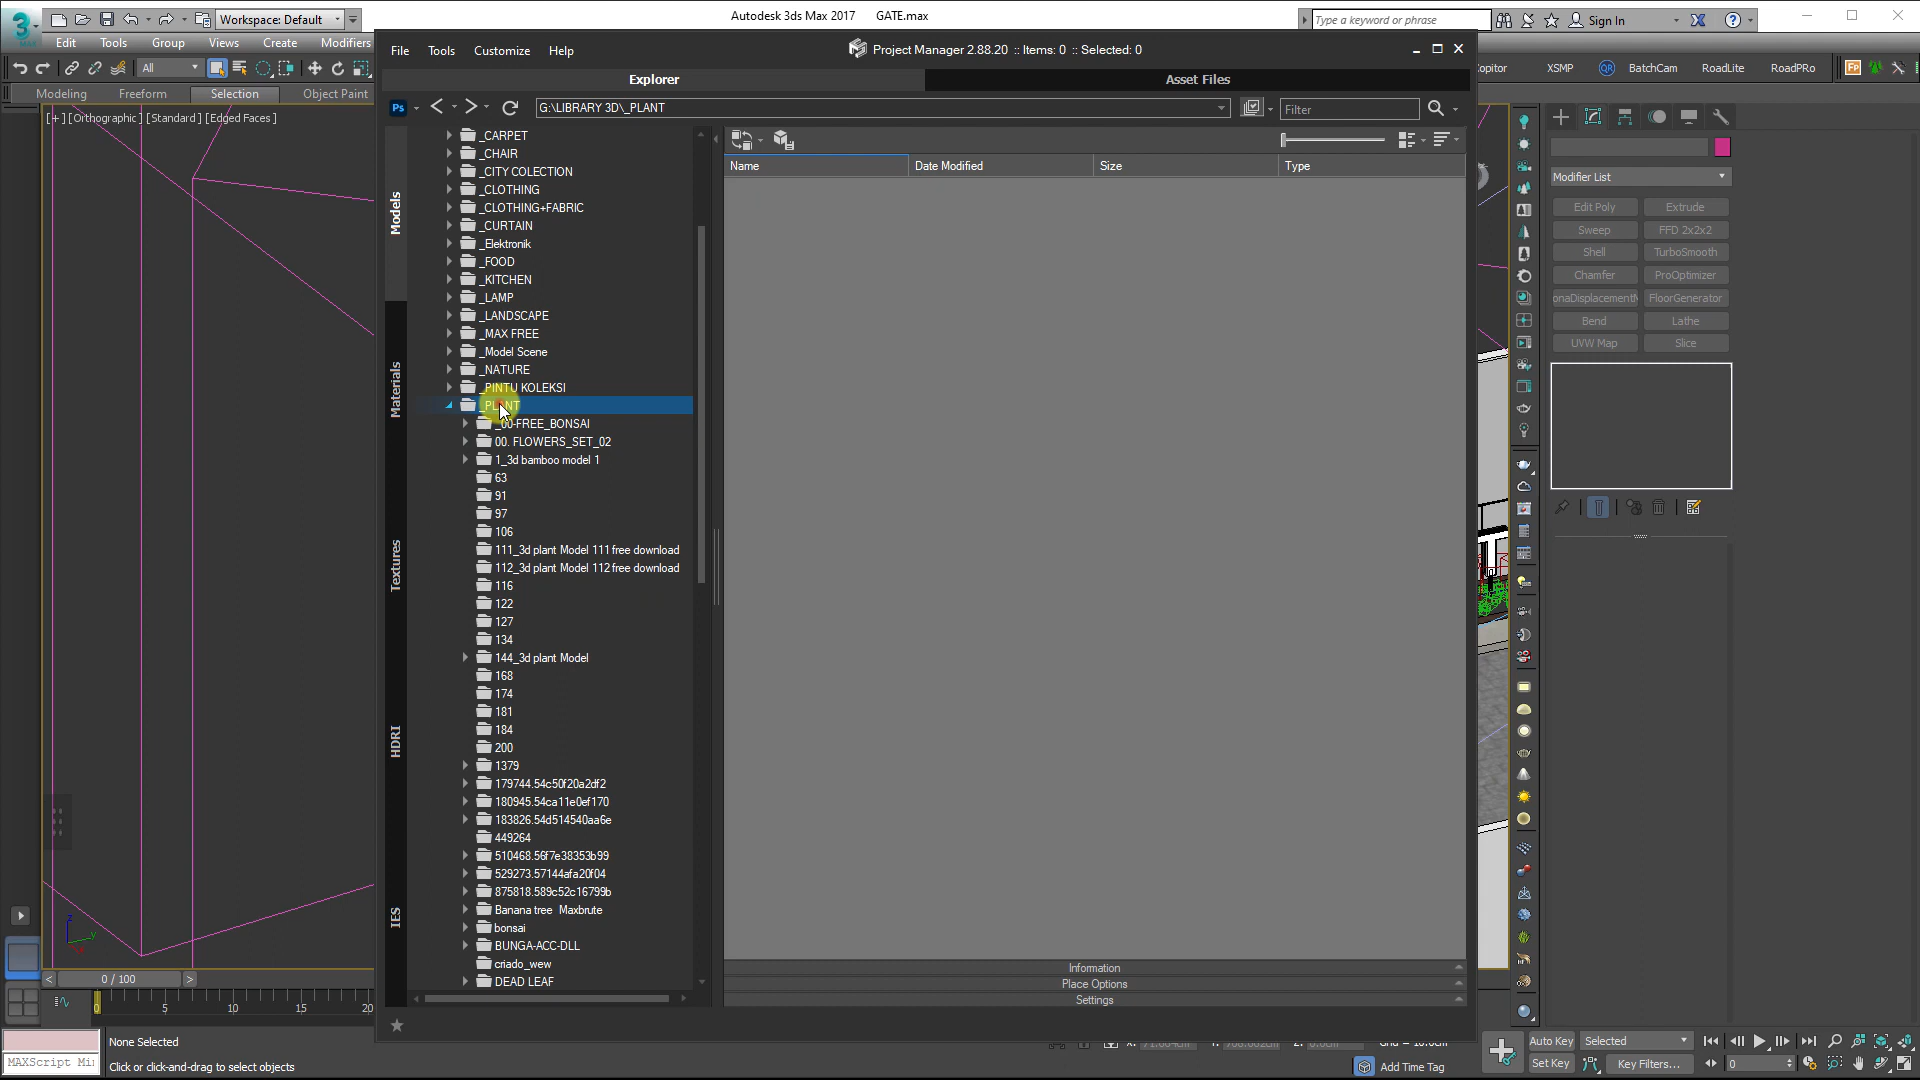 Workspace: Default
Autodesk 3ds Max 2017 GATE.max
Type a keyword or phrase
Sign In
Edit Tools Group Views Create Modifiers
All
Modeling Freeform Selection Object Paint
[+] [Orthographic] [Standard] [Edged Faces]
File Tools Customize Help
Project Manager 2.88.20 :: Items: 0 :: Selected: 0
Explorer
Asset Files
Ps
G:\LIBRARY 3D\_PLANT
Filter
opitor XSMP BatchCam RoadLite RoadPRo
Models
Materials
Textures
HDRI
IES
_CARPET
_CHAIR
_CITY COLECTION
_CLOTHING
_CLOTHING+FABRIC
_CURTAIN
_Elektronik
_FOOD
_KITCHEN
_LAMP
_LANDSCAPE
_MAX FREE
_Model Scene
_NATURE
_PINTU KOLEKSI
_PLANT
_00-FREE_BONSAI
00. FLOWERS_SET_02
1_3d bamboo model 1
63
91
97
106
111_3d plant Model 111 free download
112_3d plant Model 112 free download
116
122
127
134
144_3d plant Model
168
174
181
184
200
1379
179744.54c50f20a2df2
180945.54ca11e0ef170
183826.54d514540aa6e
449264
510468.56f7e38353b99
529273.57144afa20f04
875818.589c52c16799b
Banana tree Maxbrute
bonsai
BUNGA-ACC-DLL
criado_wew
DEAD LEAF
Name Date Modified Size Type
Information
Place Options
Settings
Modifier List
Edit Poly Extrude
Sweep FFD 2x2x2
Shell TurboSmooth
Chamfer ProOptimizer
onaDisplacementM FloorGenerator
Bend Lathe
UVW Map Slice
0 / 100
0 5 10 15 20
None Selected
Click or click-and-drag to select objects
MAXScript Mi
Add Time Tag
Auto Key Selected
Set Key Key Filters...
0